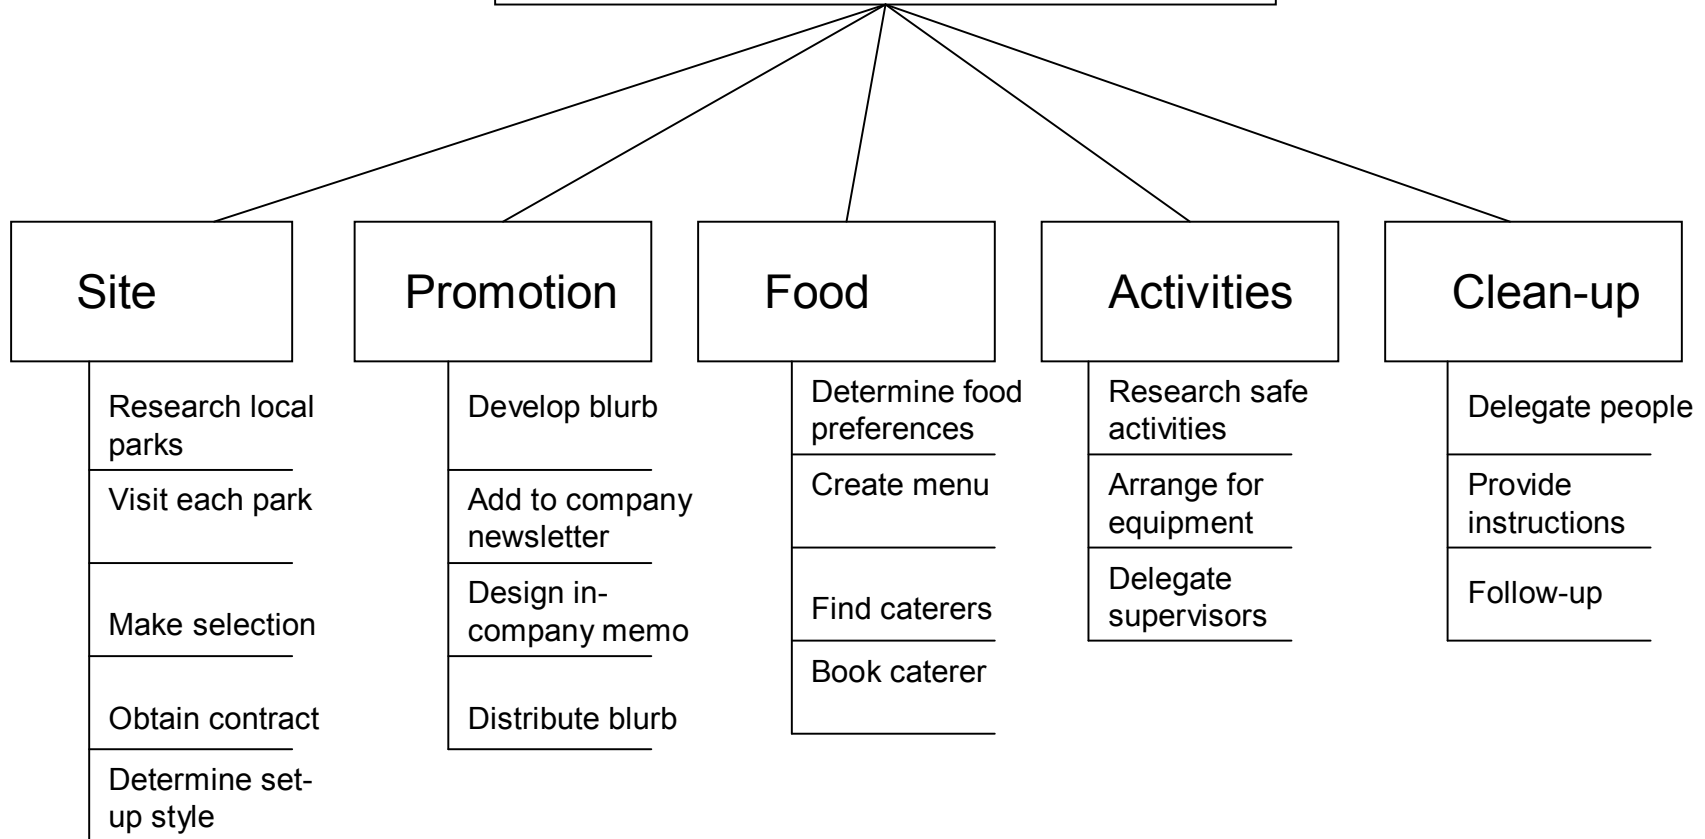 Site
Promotion
Food
Activities
Clean-up
Research local
parks
Visit each park
Make selection
Obtain contract
Determine set-
up style
Develop blurb
Add to company
newsletter
Design in-
company memo
Distribute blurb
Determine food
preferences
Create menu
Find caterers
Book caterer
Research safe
activities
Arrange for
equipment
Delegate
supervisors
Delegate people
Provide
instructions
Follow-up